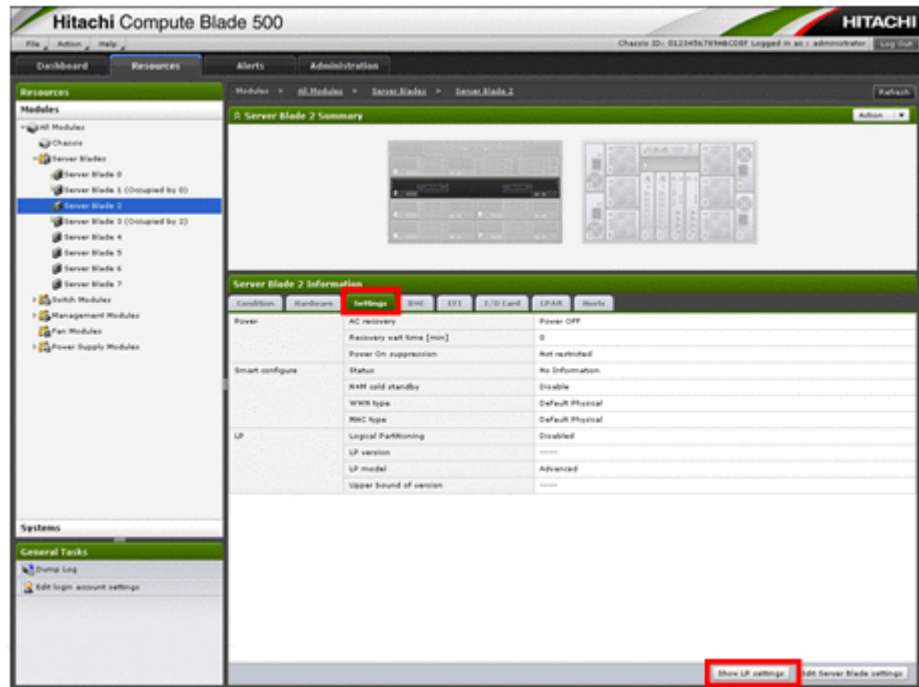 Hitachi Compute Blade 500
HITACHI
File Action Help
Chassis ID: 0123456789ABCDEF Logged in as : administrator Log Out
Dashboard Resources Alerts Administration
Resources
Modules > All Modules > Server Blades > Server Blade 2
Refresh
Modules
Server Blade 2 Summary
Action
All Modules
Chassis
Server Blades
Server Blade 0
Server Blade 1 (Occupied by 0)
Server Blade 2
Server Blade 3 (Occupied by 2)
Server Blade 4
Server Blade 5
Server Blade 6
Server Blade 7
Switch Modules
Management Modules
Fan Modules
Power Supply Modules
Systems
General Tasks
Dump Log
Edit login account settings
Server Blade 2 Information
Condition Hardware Settings BMC EFI I/O Card LPAR Hosts
Power AC recovery Power OFF
Recovery wait time [min] 0
Power On suppression Not restricted
Smart configure Status No Information
N+M cold standby Disable
WWN type Default Physical
MAC type Default Physical
LP Logical Partitioning Disabled
LP version ----
LP model Advanced
Upper bound of version ----
Show LP settings Edit Server Blade settings